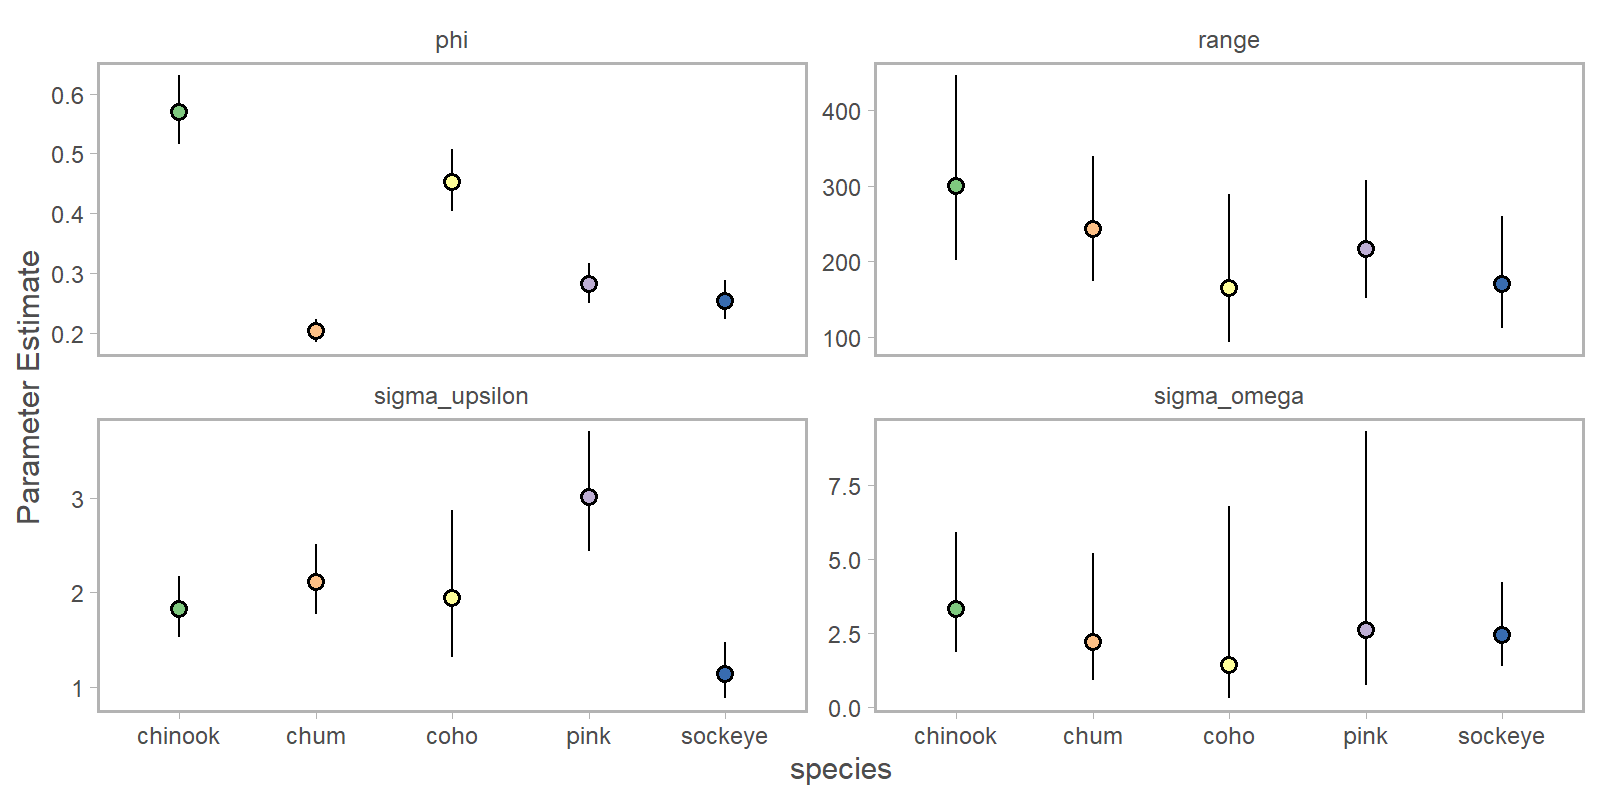 phi
range
0.6
0.5
0.4
0.3
0.2
400
300
200
100
Parameter Estimate
sigma_upsilon
sigma_omega
3
2
1
7.5
5.0
2.5
0.0
chinook chum coho pink sockeye
chinook chum coho pink sockeye
species